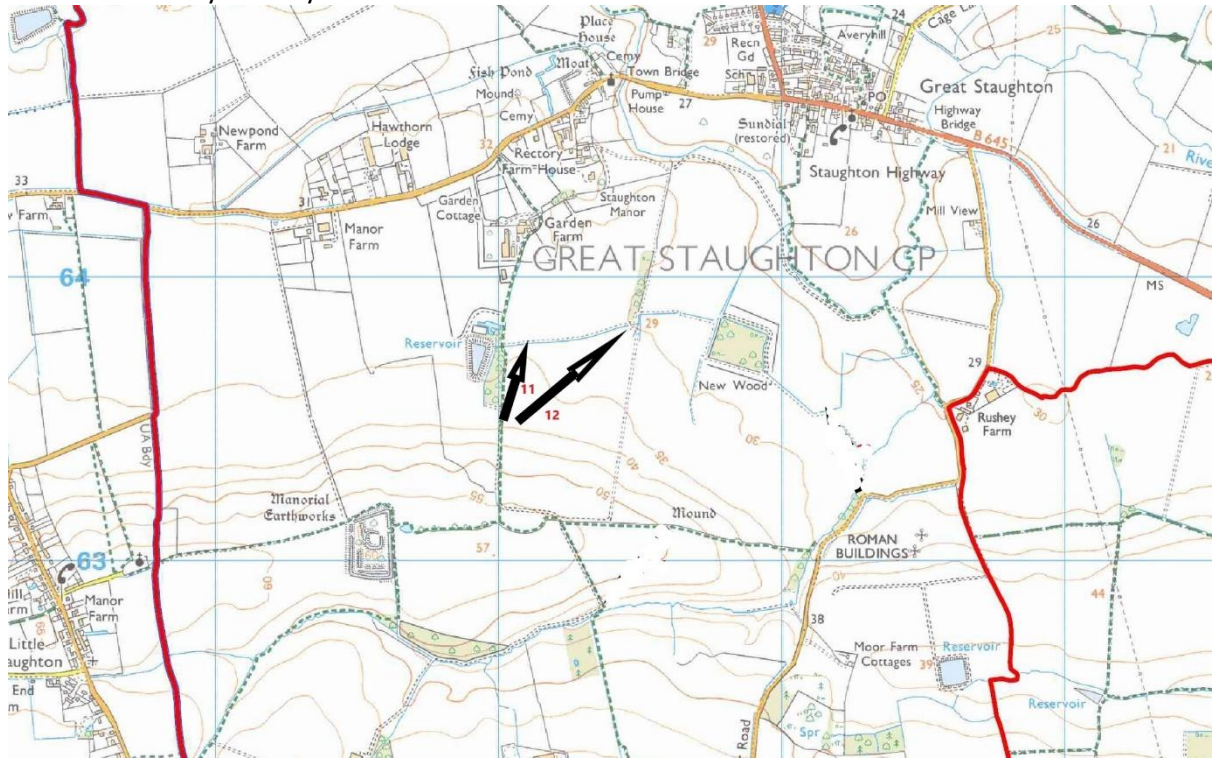 Place
House
Cemy
Moat
Fish Pond
Mound
Town Bridge
Pump
House
27
29
Recn
Gd
Sch
Averyhill
24
Cage
25
PO
Great Staughton
Highway
Bridge
B 645
21
Sundial
(restored)
Staughton Highway
Newpond
Farm
Hawthorn
Lodge
Cemy
32
Rectory
Farm House
33
Farm
31
Manor
Farm
Garden
Cottage
Staughton
Manor
Garden
Farm
Mill View
26
26
GREAT STAUGHTON CP
64
MS
Reservoir
29
11
12
New Wood
29
25
30
Rushey
Farm
30
UA Bdy
35
40
50
55
Manorial
Earthworks
Mound
57
60
ROMAN
BUILDINGS
40
63
Manor
Farm
Little
End
38
44
Moor Farm
Cottages
39
Reservoir
Reservoir
Road
Spr